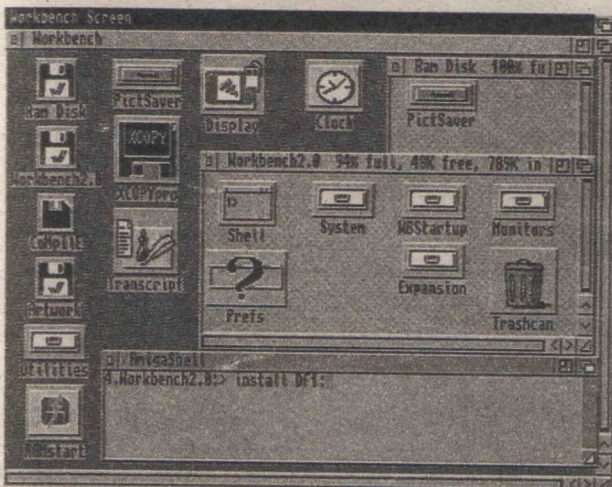 Workbench Screen
Workbench
Ram Disk
PictSaver
Display
Clock
Ram Disk 100% fu
PictSaver
Workbench2.0
XCOPY
XCOPYpro
Workbench2.0 94% full, 49K free, 789K in
Shell
System
WBStartup
Monitors
Transcript
Artwork
Prefs
Expansion
Trashcan
Utilities
AmigaShell
4.Workbench2.0:> install Df1: